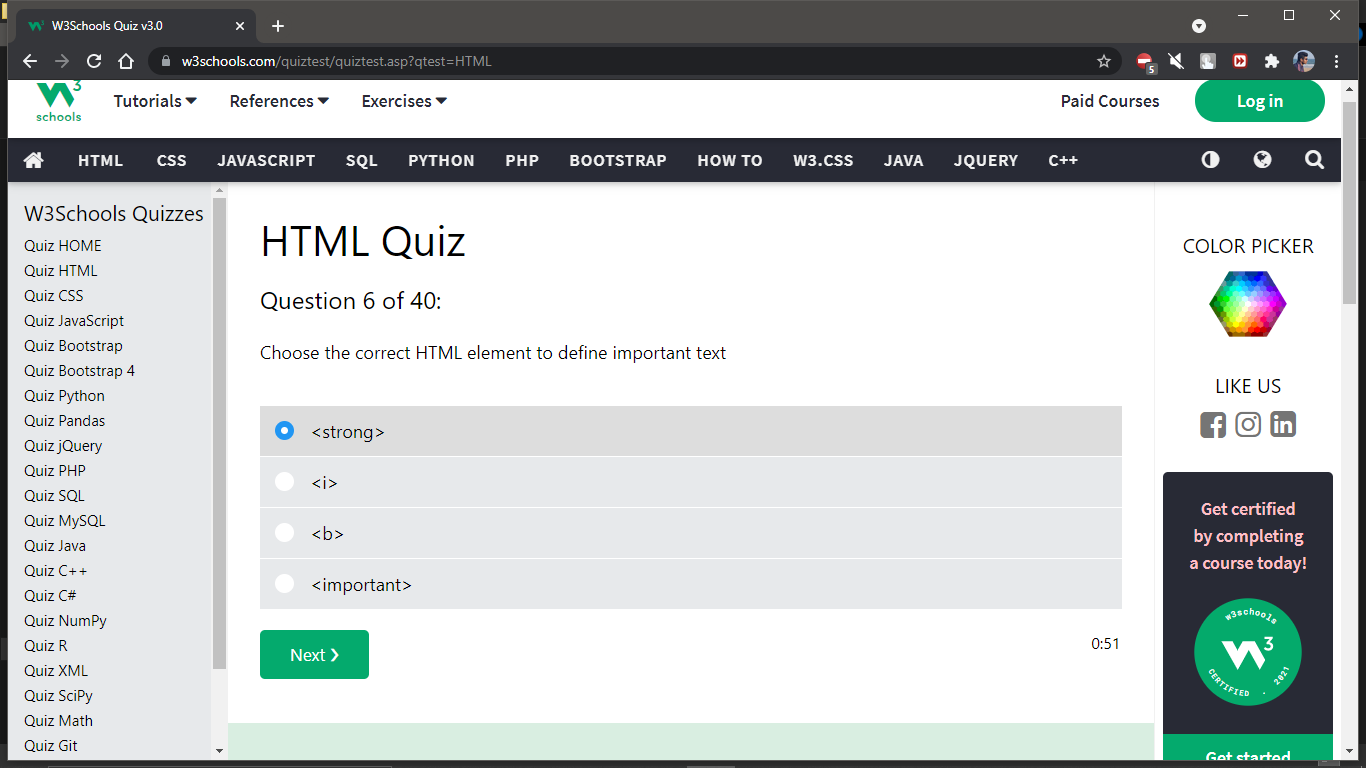 W3Schools Quiz v3.0
w3schools.com/quiztest/quiztest.asp?qtest=HTML
5
W3
schools
Tutorials
References
Exercises
Paid Courses
Log in
HTML CSS JAVASCRIPT SQL PYTHON PHP BOOTSTRAP HOW TO W3.CSS JAVA JQUERY C++
W3Schools Quizzes
Quiz HOME
Quiz HTML
Quiz CSS
Quiz JavaScript
Quiz Bootstrap
Quiz Bootstrap 4
Quiz Python
Quiz Pandas
Quiz jQuery
Quiz PHP
Quiz SQL
Quiz MySQL
Quiz Java
Quiz C++
Quiz C#
Quiz NumPy
Quiz R
Quiz XML
Quiz SciPy
Quiz Math
Quiz Git
HTML Quiz
Question 6 of 40:
Choose the correct HTML element to define important text
<strong>
<i>
<b>
<important>
Next ❯
0:51
COLOR PICKER
LIKE US
Get certified
by completing
a course today!
w3schools
W3
CERTIFIED . 2021
Get started